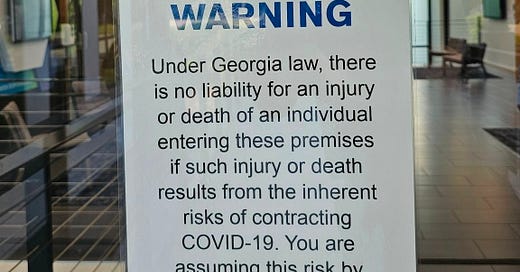 WARNING
Under Georgia law, there
is no liability for an injury
or death of an individual
entering these premises
if such injury or death
results from the inherent
risks of contracting
COVID-19. You are
assuming this risk by